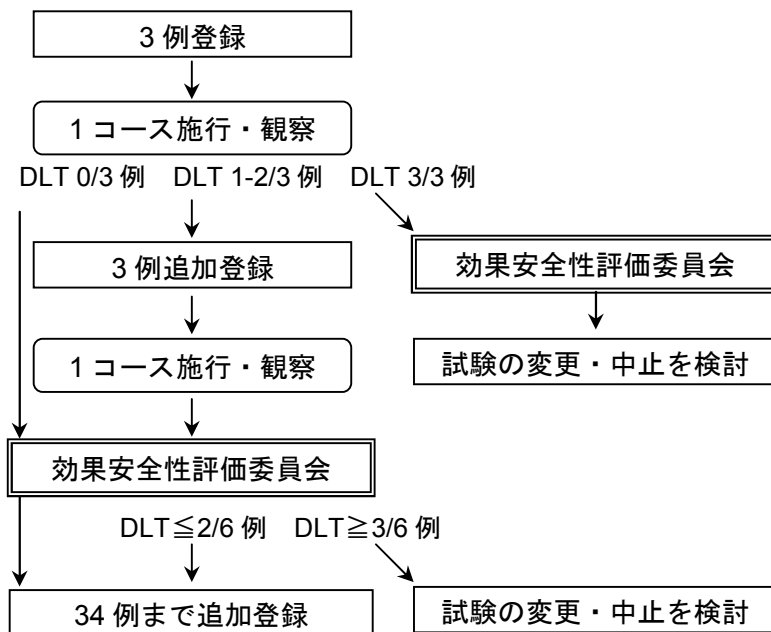 3 例登録
1 コース施行・観察
DLT 0/3 例 DLT 1-2/3 例 DLT 3/3 例
3 例追加登録
効果安全性評価委員会
1 コース施行・観察
試験の変更・中止を検討
効果安全性評価委員会
DLT≦2/6 例 DLT≧3/6 例
34 例まで追加登録
試験の変更・中止を検討